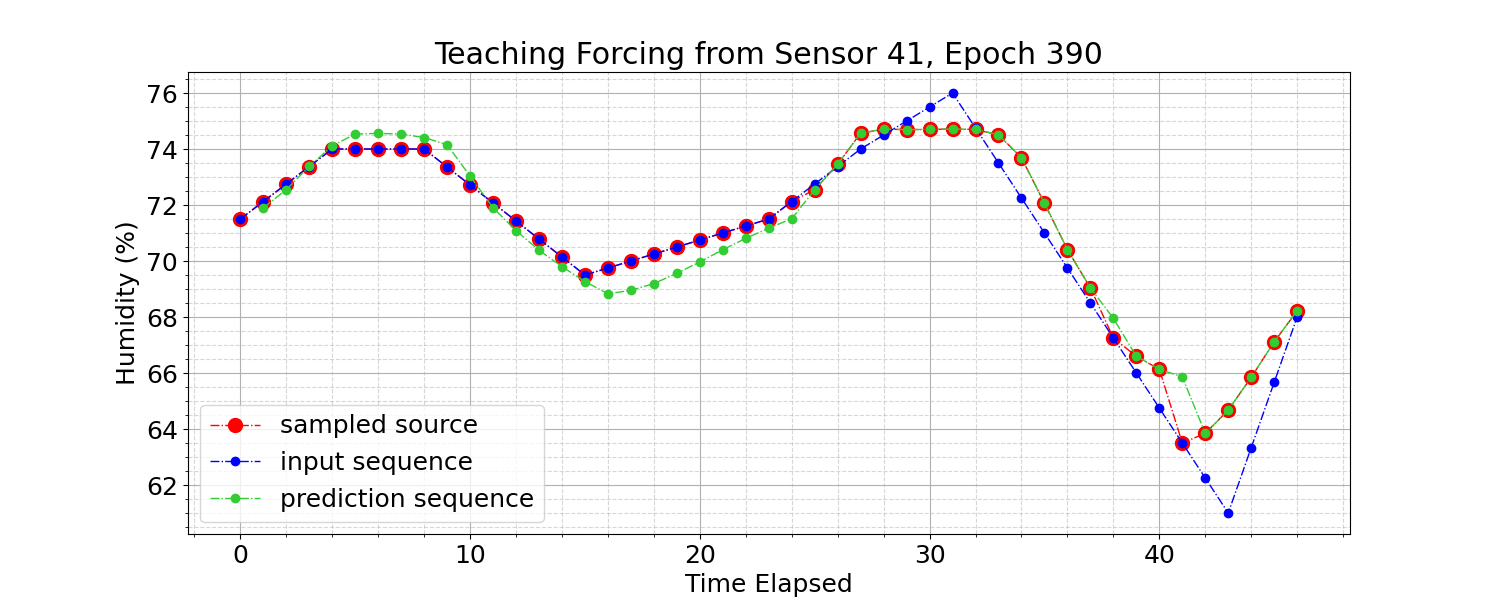 Teaching Forcing from Sensor 41, Epoch 390
76
74
72
70
68
66
64
62
Humidity (%)
sampled source
input sequence
prediction sequence
0 10 20 30 40
Time Elapsed